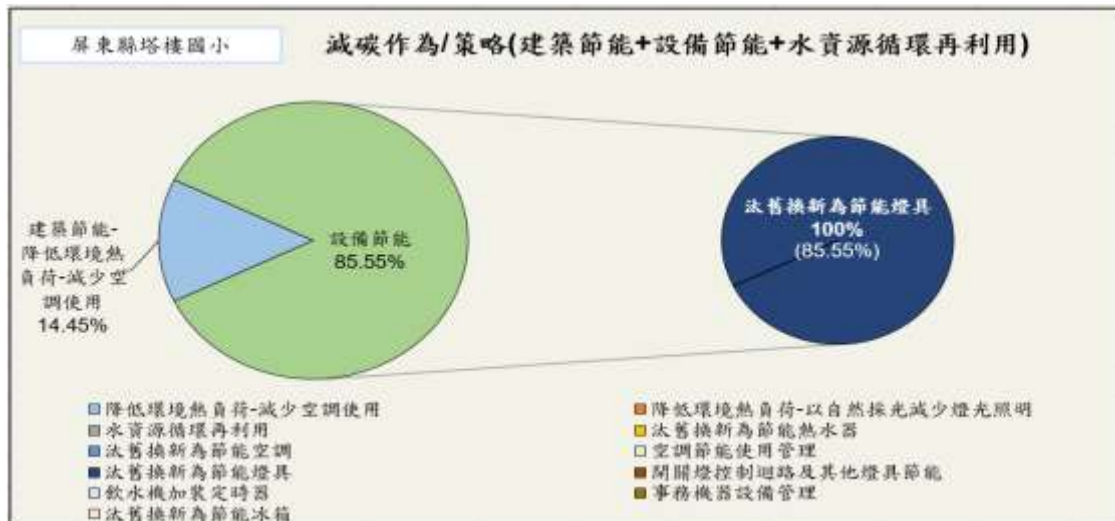 屏東縣塔樓國小
減碳作為/策略(建築節能+設備節能+水資源循環再利用)
建築節能-
降低環境熱
負荷-減少空
調使用
14.45%
設備節能
85.55%
汰舊換新為節能燈具
100%
(85.55%)
降低環境熱負荷-減少空調使用
降低環境熱負荷-以自然採光減少燈光照明
水資源循環再利用
汰舊換新為節能熱水器
汰舊換新為節能空調
空調節能使用管理
汰舊換新為節能燈具
開關燈控制迴路及其他燈具節能
飲水機加裝定時器
事務機器設備管理
汰舊換新為節能冰箱